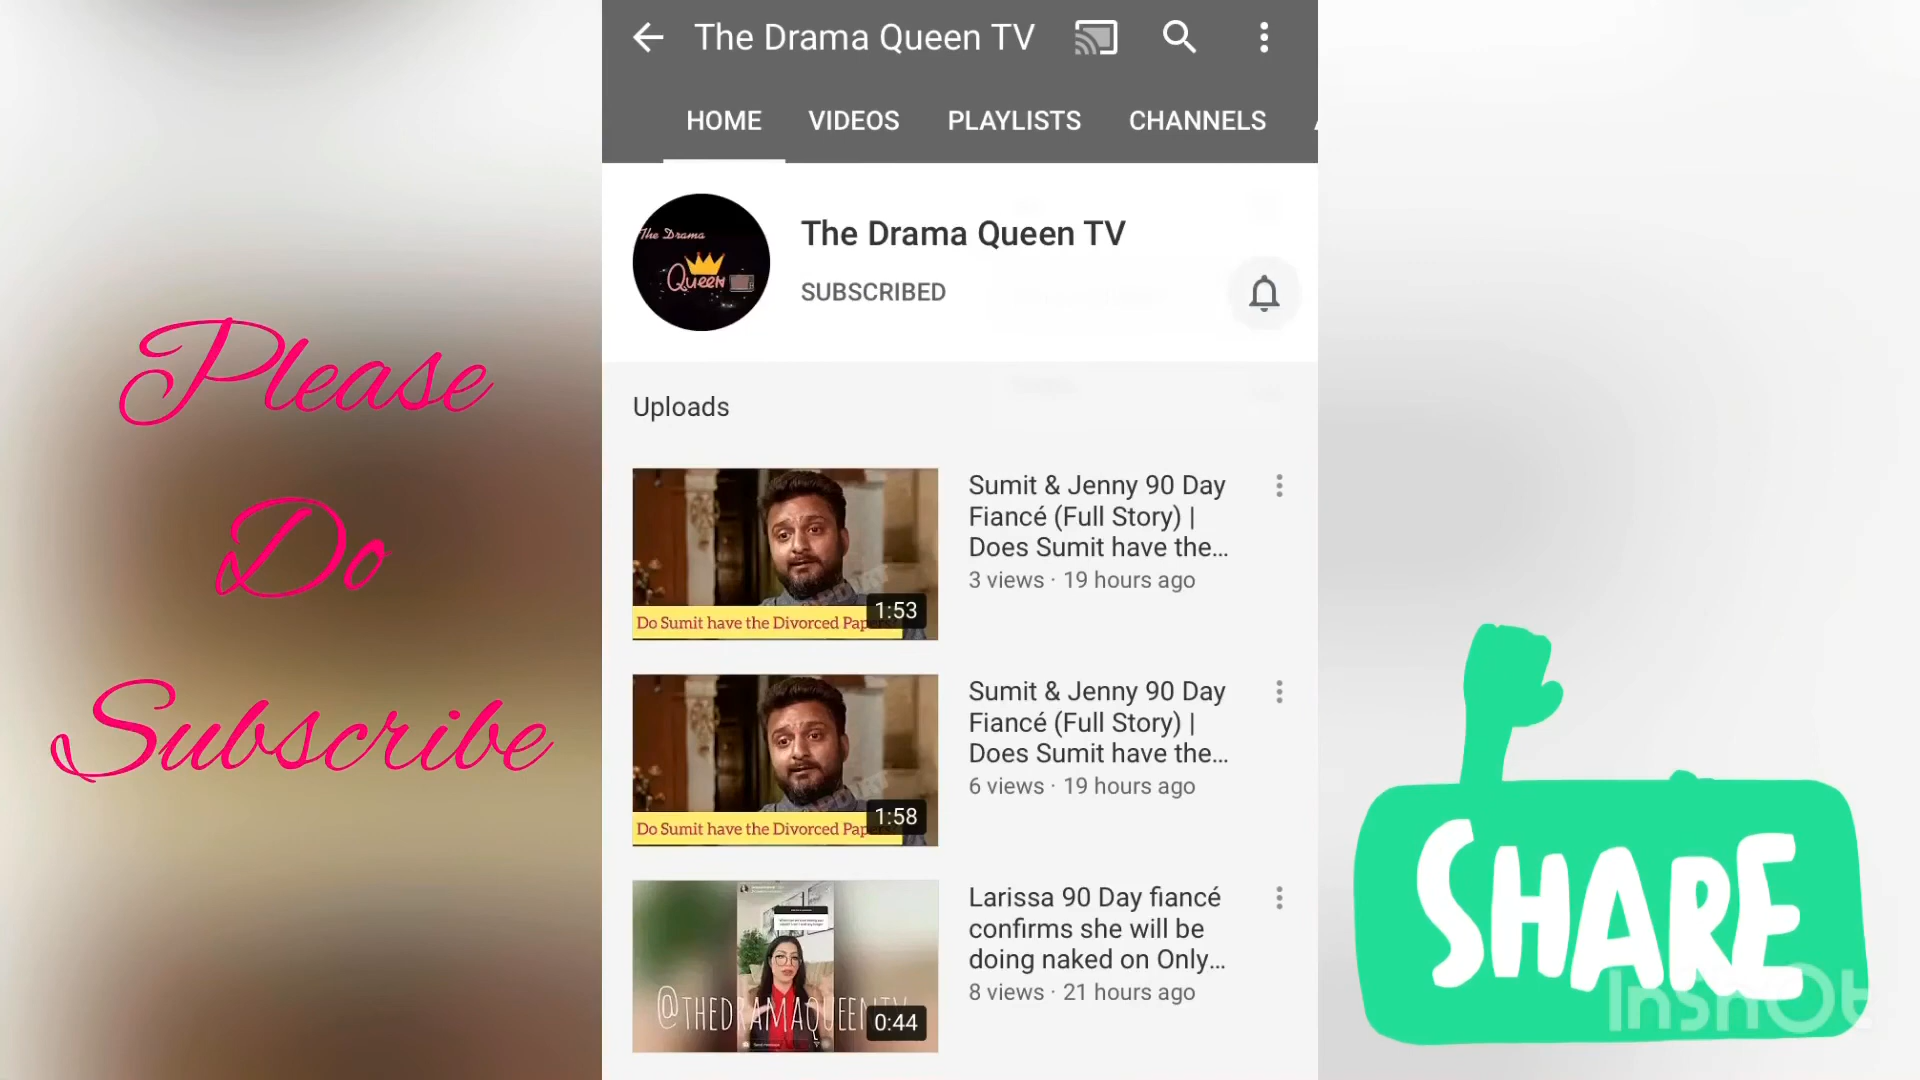 The Drama Queen TV
HOME VIDEOS PLAYLISTS CHANNELS
The Drama
Queen
The Drama Queen TV
SUBSCRIBED
Uploads
Do Sumit have the Divorced Papers
1:53
Sumit & Jenny 90 Day
Fiancé (Full Story) |
Does Sumit have the...
3 views · 19 hours ago
Do Sumit have the Divorced Papers
1:58
Sumit & Jenny 90 Day
Fiancé (Full Story) |
Does Sumit have the...
6 views · 19 hours ago
@THEDRAMAQUEENTV
0:44
Larissa 90 Day fiancé
confirms she will be
doing naked on Only...
8 views · 21 hours ago
Please
Do
Subscribe
SHARE
InShOt